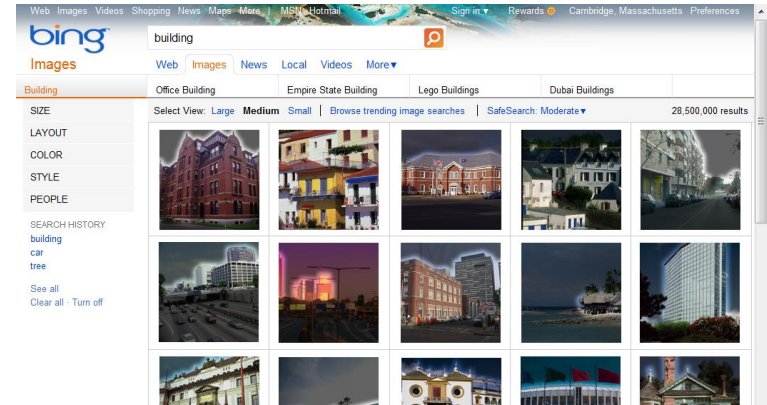 Web Images Videos Shopping News Maps More | MSN Hotmail Sign in ▾ Rewards Cambridge, Massachusetts Preferences
bing
building
Images
Web Images News Local Videos More▾
Building
Office Building Empire State Building Lego Buildings Dubai Buildings
SIZE
Select View: Large Medium Small | Browse trending image searches | SafeSearch: Moderate▾ 28,500,000 results
LAYOUT
COLOR
STYLE
PEOPLE
SEARCH HISTORY
building
car
tree
See all
Clear all · Turn off